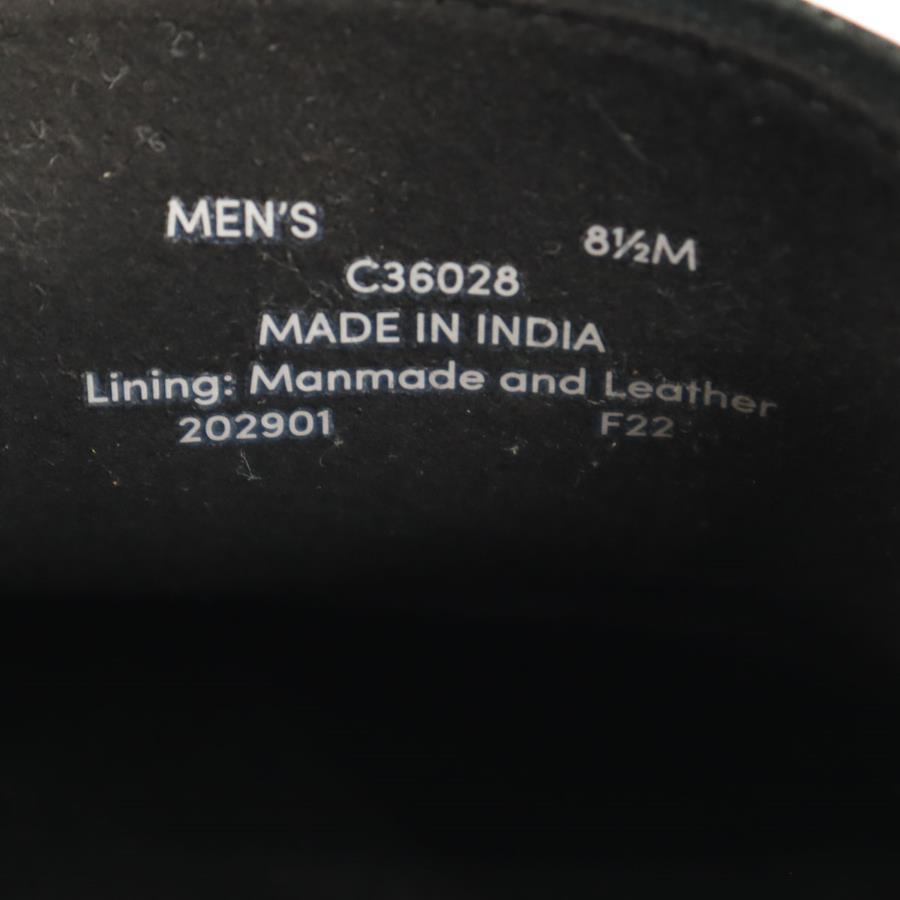 MEN'S 8½M
C36028
MADE IN INDIA
Lining: Manmade and Leather
202901 F22